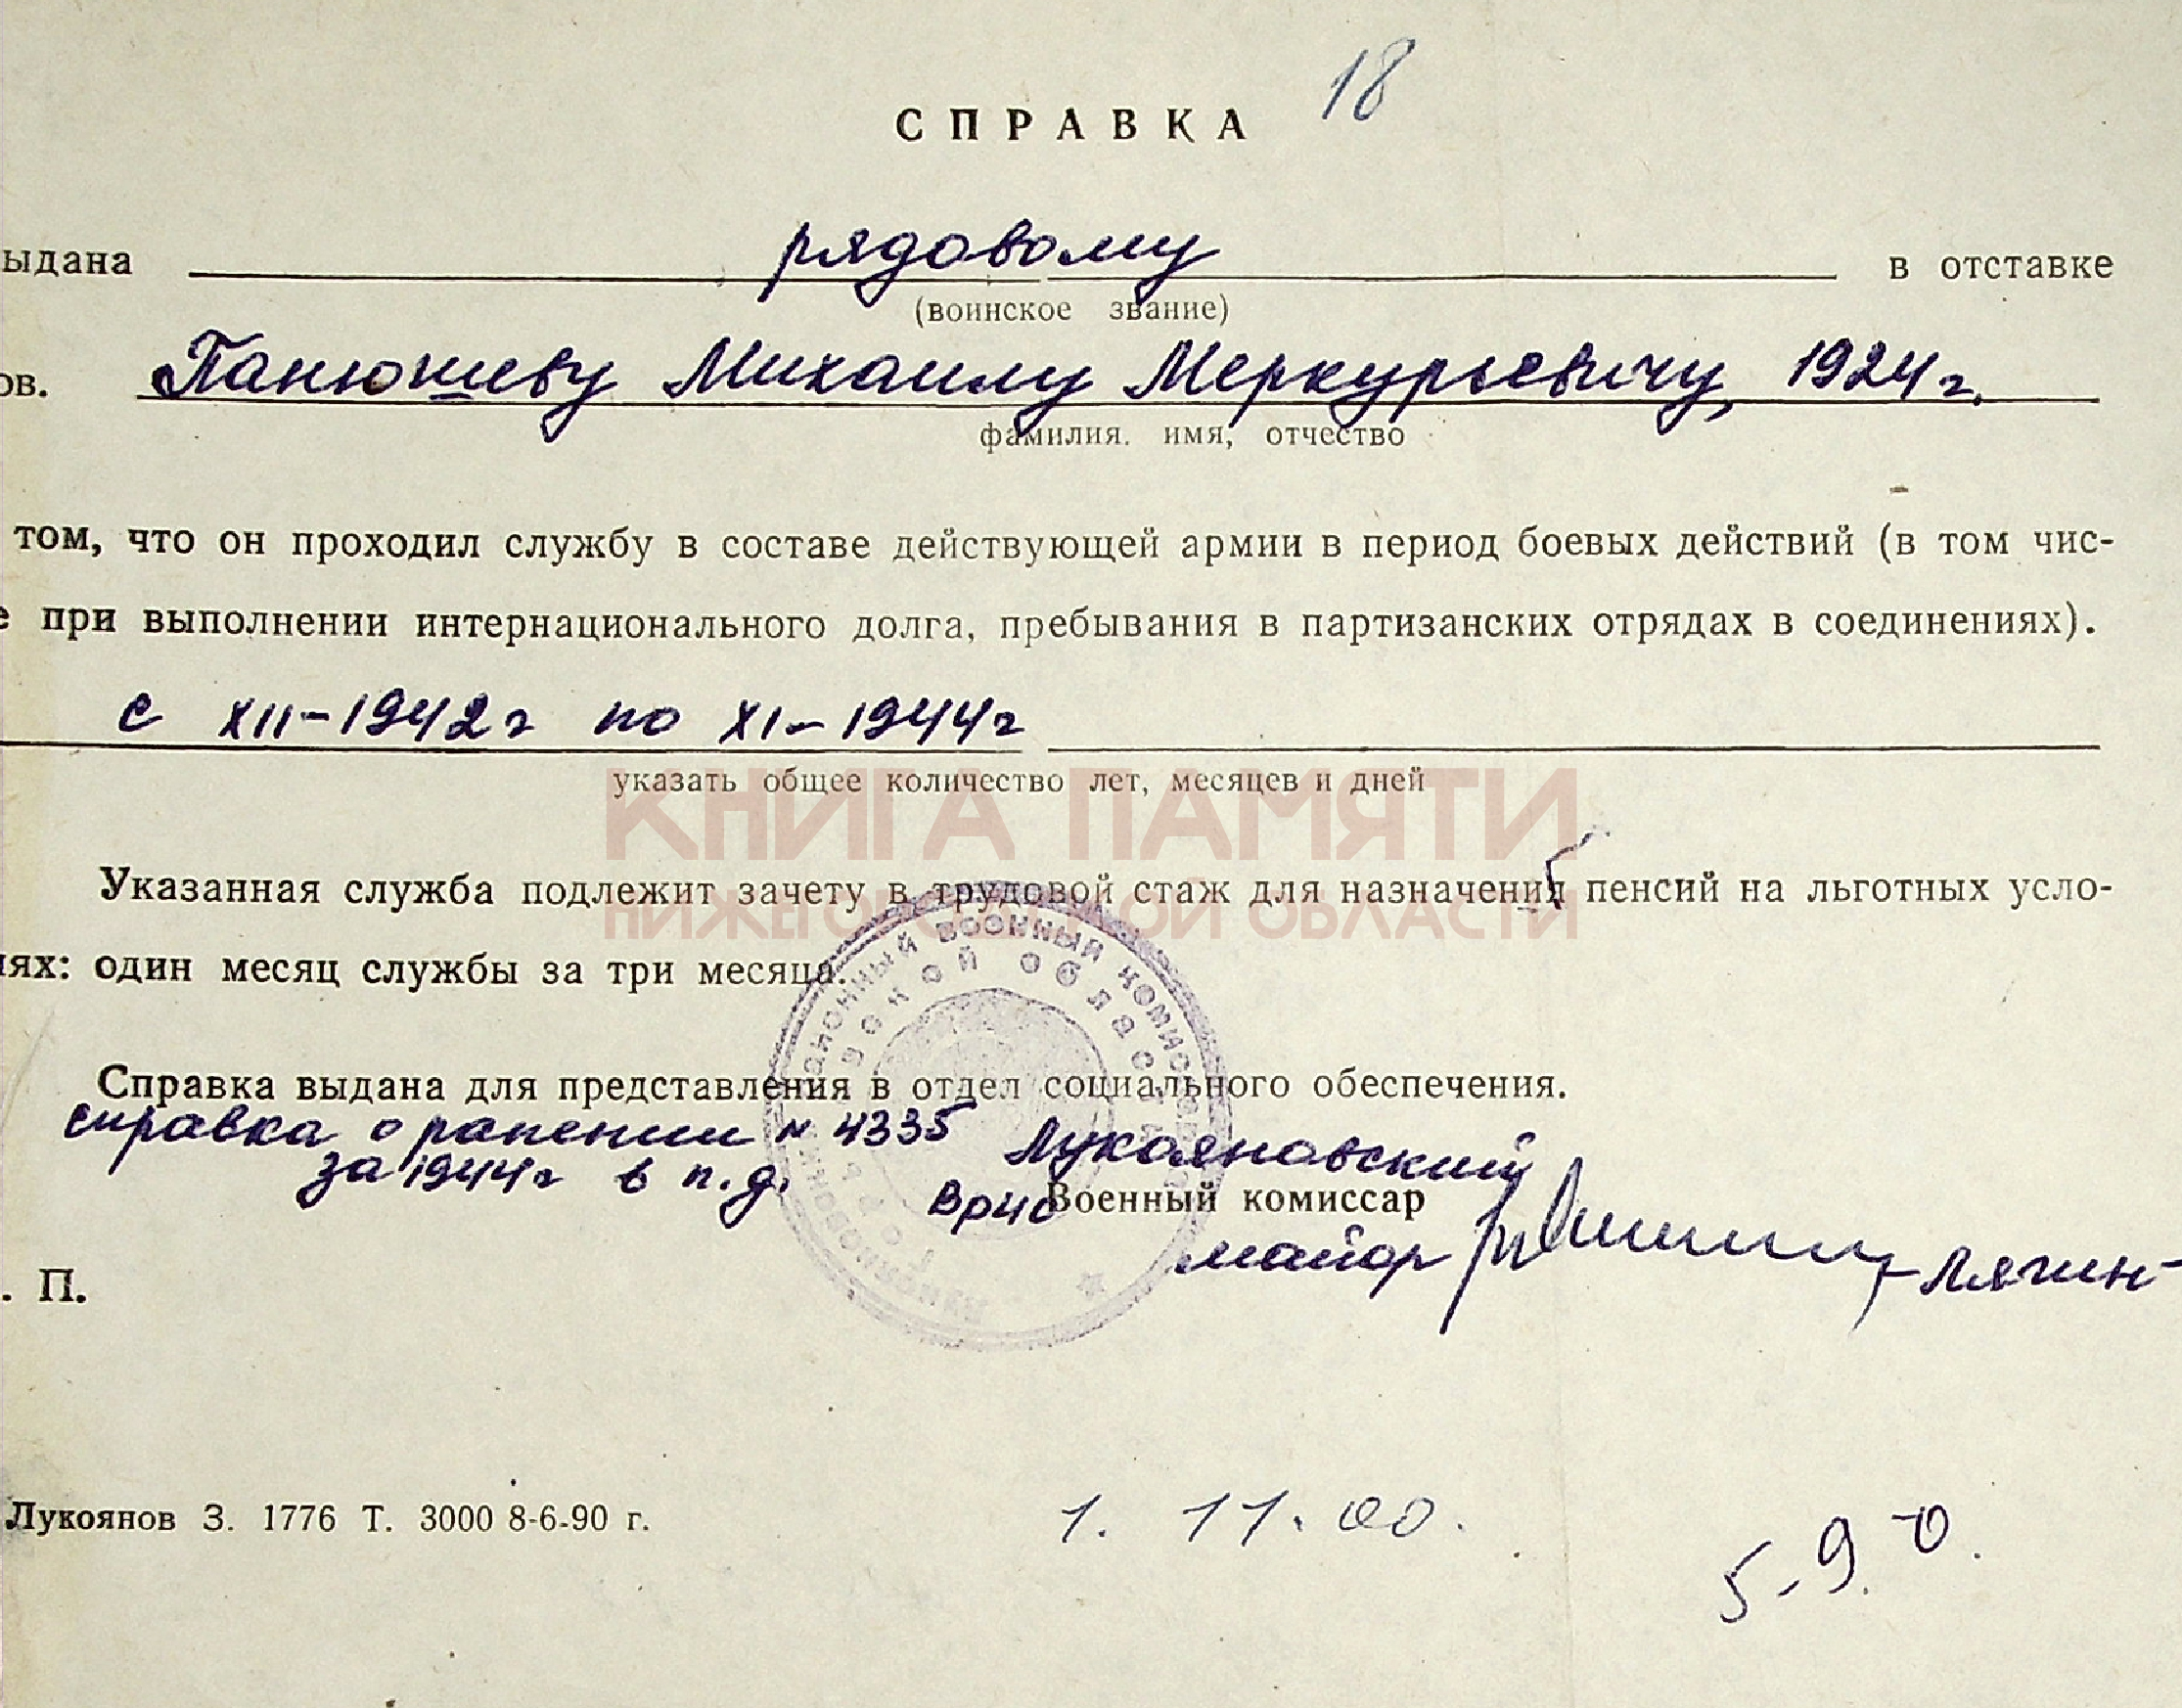 18
СПРАВКА
ыдана рядовому в отставке
(воинское звание)
ов. Панюшеву Михаилу Меркурьевичу, 1924 г.
фамилия. имя, отчество
том, что он проходил службу в составе действующей армии в период боевых действий (в том чис-
е при выполнении интернационального долга, пребывания в партизанских отрядах в соединениях).
с XII-1942 г по XI-1944 г
указать общее количество лет, месяцев и дней
КНИГА ПАМЯТИ
НИЖЕГОРОДСКОЙ ОБЛАСТИ
Указанная служба подлежит зачету в трудовой стаж для назначения пенсий на льготных усло-
иях: один месяц службы за три месяца.
Справка выдана для представления в отдел социального обеспечения.
справка о ранении № 4335
за 1944 г в п.д.
Лукояновский
Врио Военный комиссар
майор Лягин
. П.
Лукоянов З. 1776 Т. 3000 8-6-90 г.
1. 11. 00.
5-9.-0.